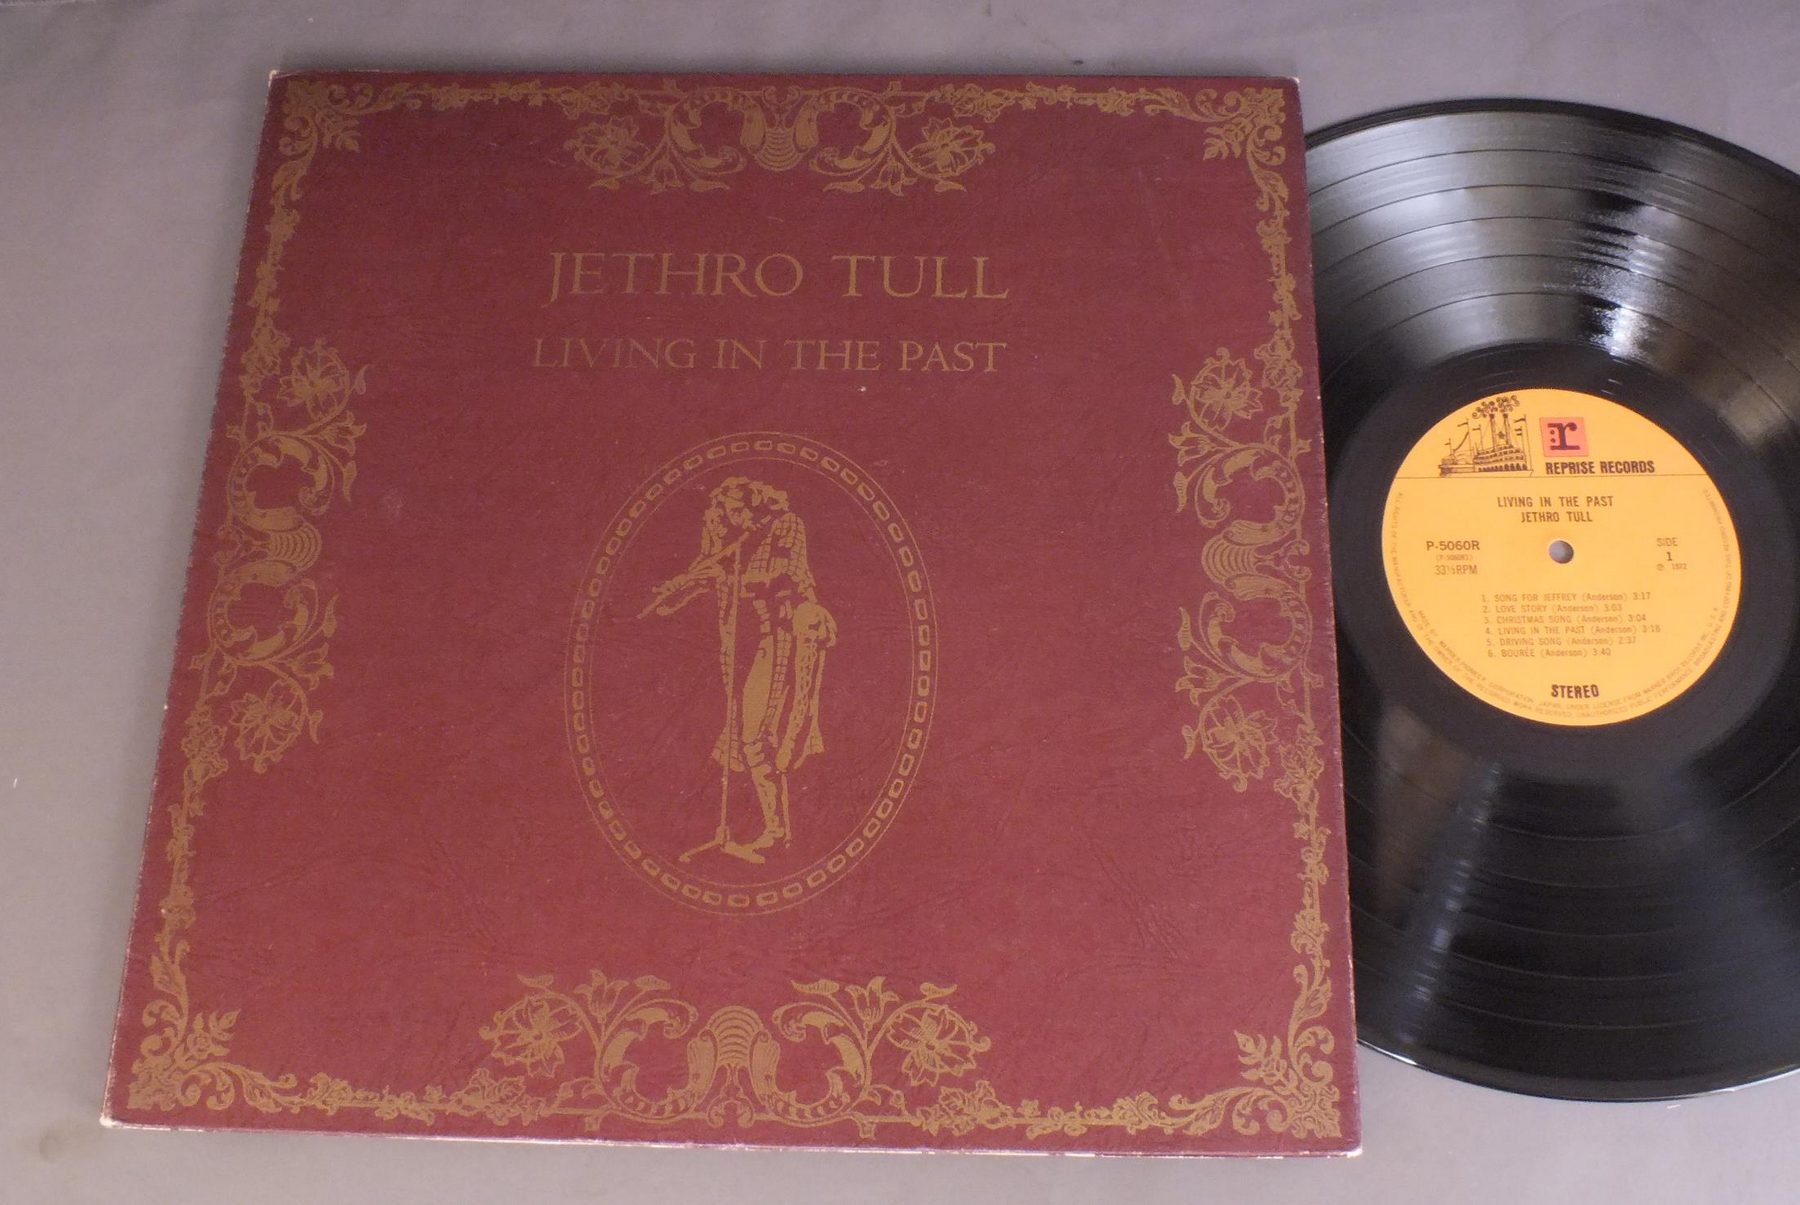 JETHRO TULL
LIVING IN THE PAST
r
REPRISE RECORDS
LIVING IN THE PAST
JETHRO TULL
P-5060R
33⅓RPM
SIDE
1
℗ 1972
1. SONG FOR JEFFREY (Anderson) 3:17
2. LOVE STORY (Anderson) 3:03
3. CHRISTMAS SONG (Anderson) 3:04
4. LIVING IN THE PAST (Anderson) 3:18
5. DRIVING SONG (Anderson) 2:37
6. BOURÉE (Anderson) 3:40
STEREO